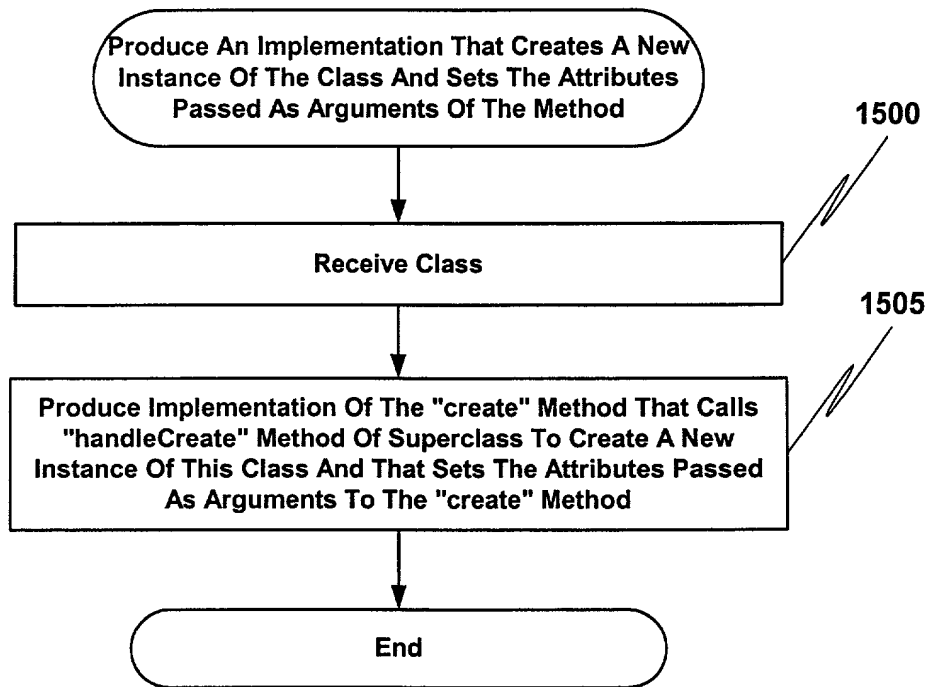 Produce An Implementation That Creates A New
Instance Of The Class And Sets The Attributes
Passed As Arguments Of The Method
1500
Receive Class
1505
Produce Implementation Of The "create" Method That Calls
"handleCreate" Method Of Superclass To Create A New
Instance Of This Class And That Sets The Attributes Passed
As Arguments To The "create" Method
End